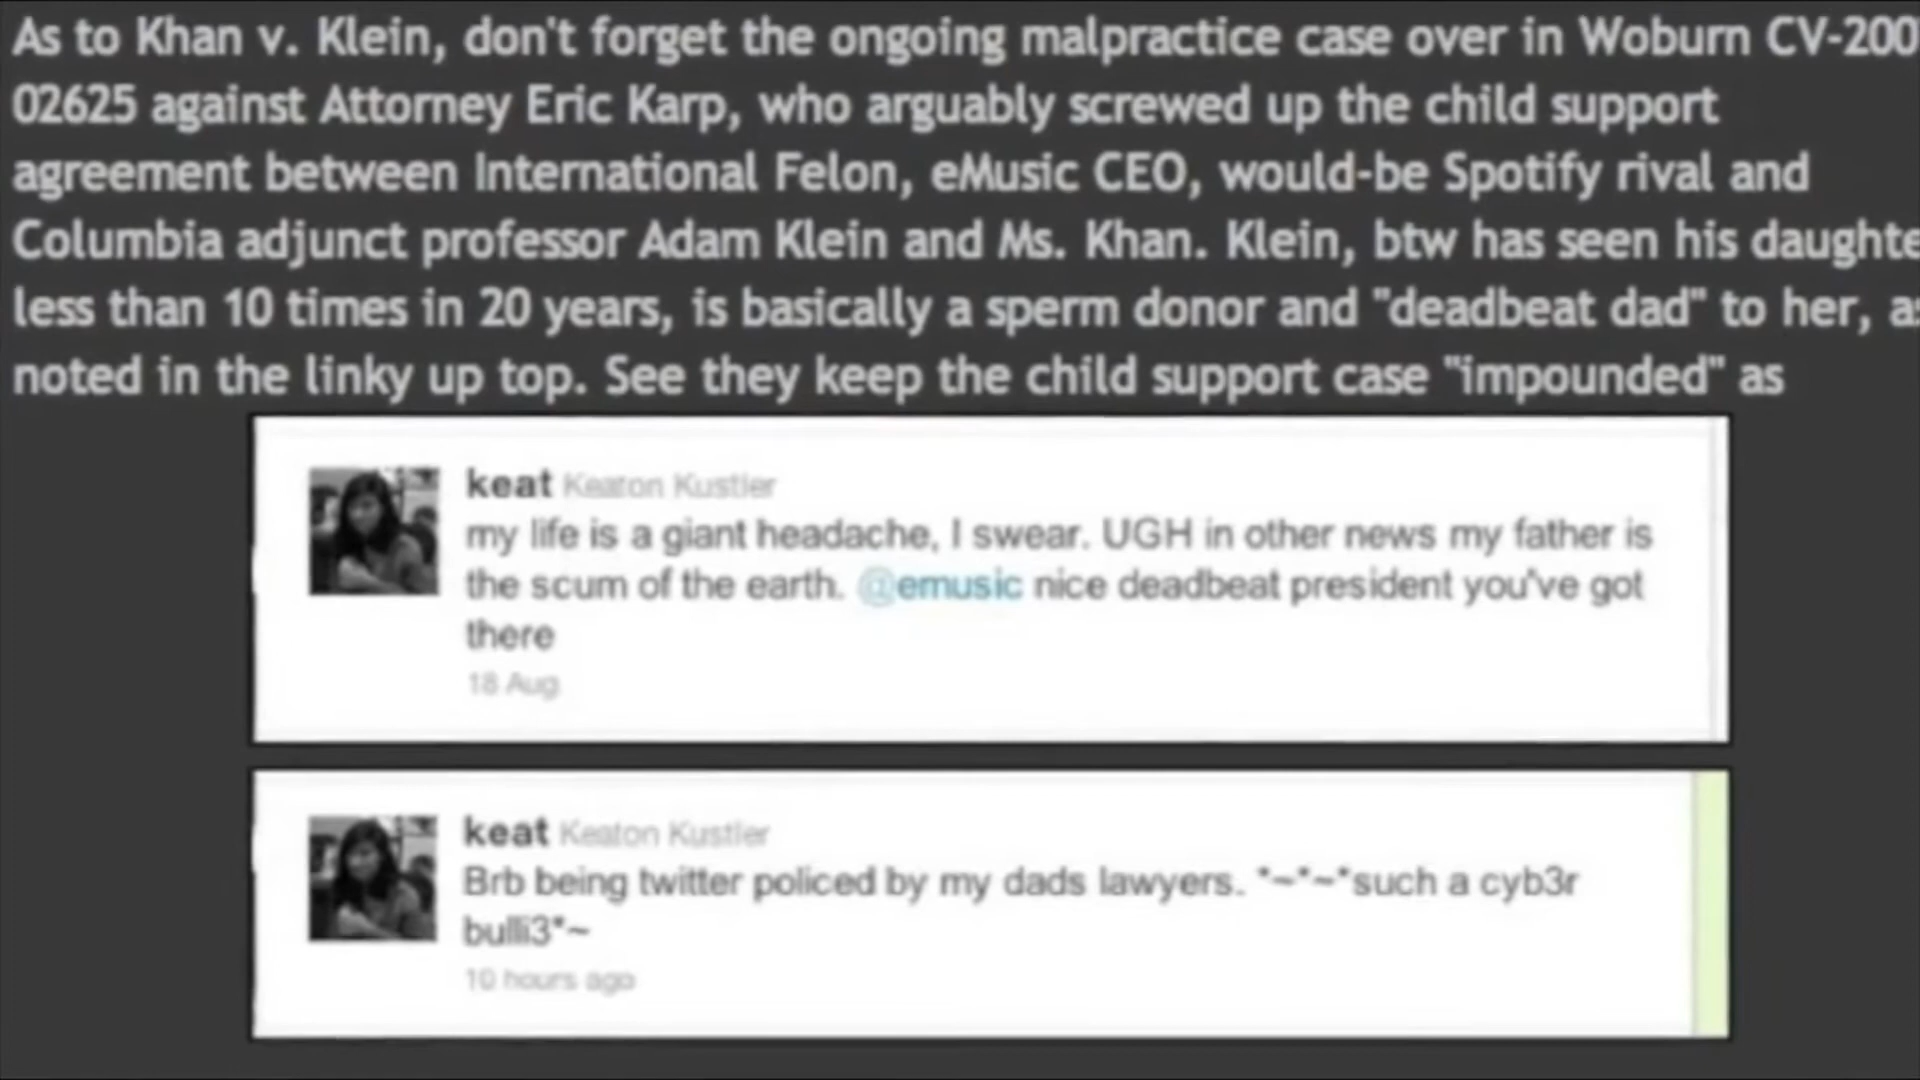 As to Khan v. Klein, don't forget the ongoing malpractice case over in Woburn CV-200
02625 against Attorney Eric Karp, who arguably screwed up the child support
agreement between International Felon, eMusic CEO, would-be Spotify rival and
Columbia adjunct professor Adam Klein and Ms. Khan. Klein, btw has seen his daughte
less than 10 times in 20 years, is basically a sperm donor and "deadbeat dad" to her, as
noted in the linky up top. See they keep the child support case "impounded" as
keat Keaton Kustler
my life is a giant headache, I swear. UGH in other news my father is
the scum of the earth. @emusic nice deadbeat president you've got
there
18 Aug
keat Keaton Kustler
Brb being twitter policed by my dads lawyers. *~*~*such a cyb3r
bulli3*~
10 hours ago